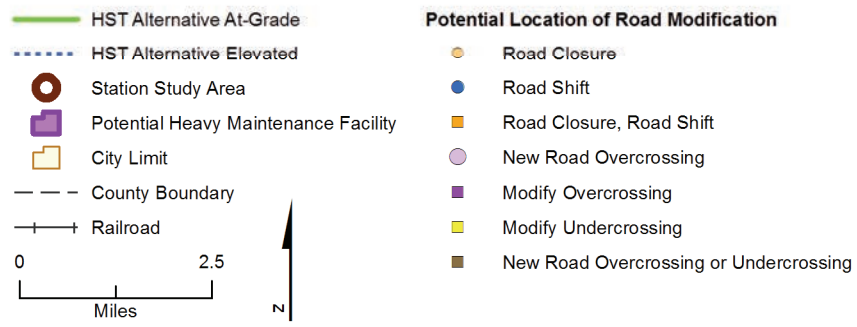 HST Alternative At-Grade
HST Alternative Elevated
Station Study Area
Potential Heavy Maintenance Facility
City Limit
County Boundary
Railroad
0 2.5
Miles
N
Potential Location of Road Modification
Road Closure
Road Shift
Road Closure, Road Shift
New Road Overcrossing
Modify Overcrossing
Modify Undercrossing
New Road Overcrossing or Undercrossing